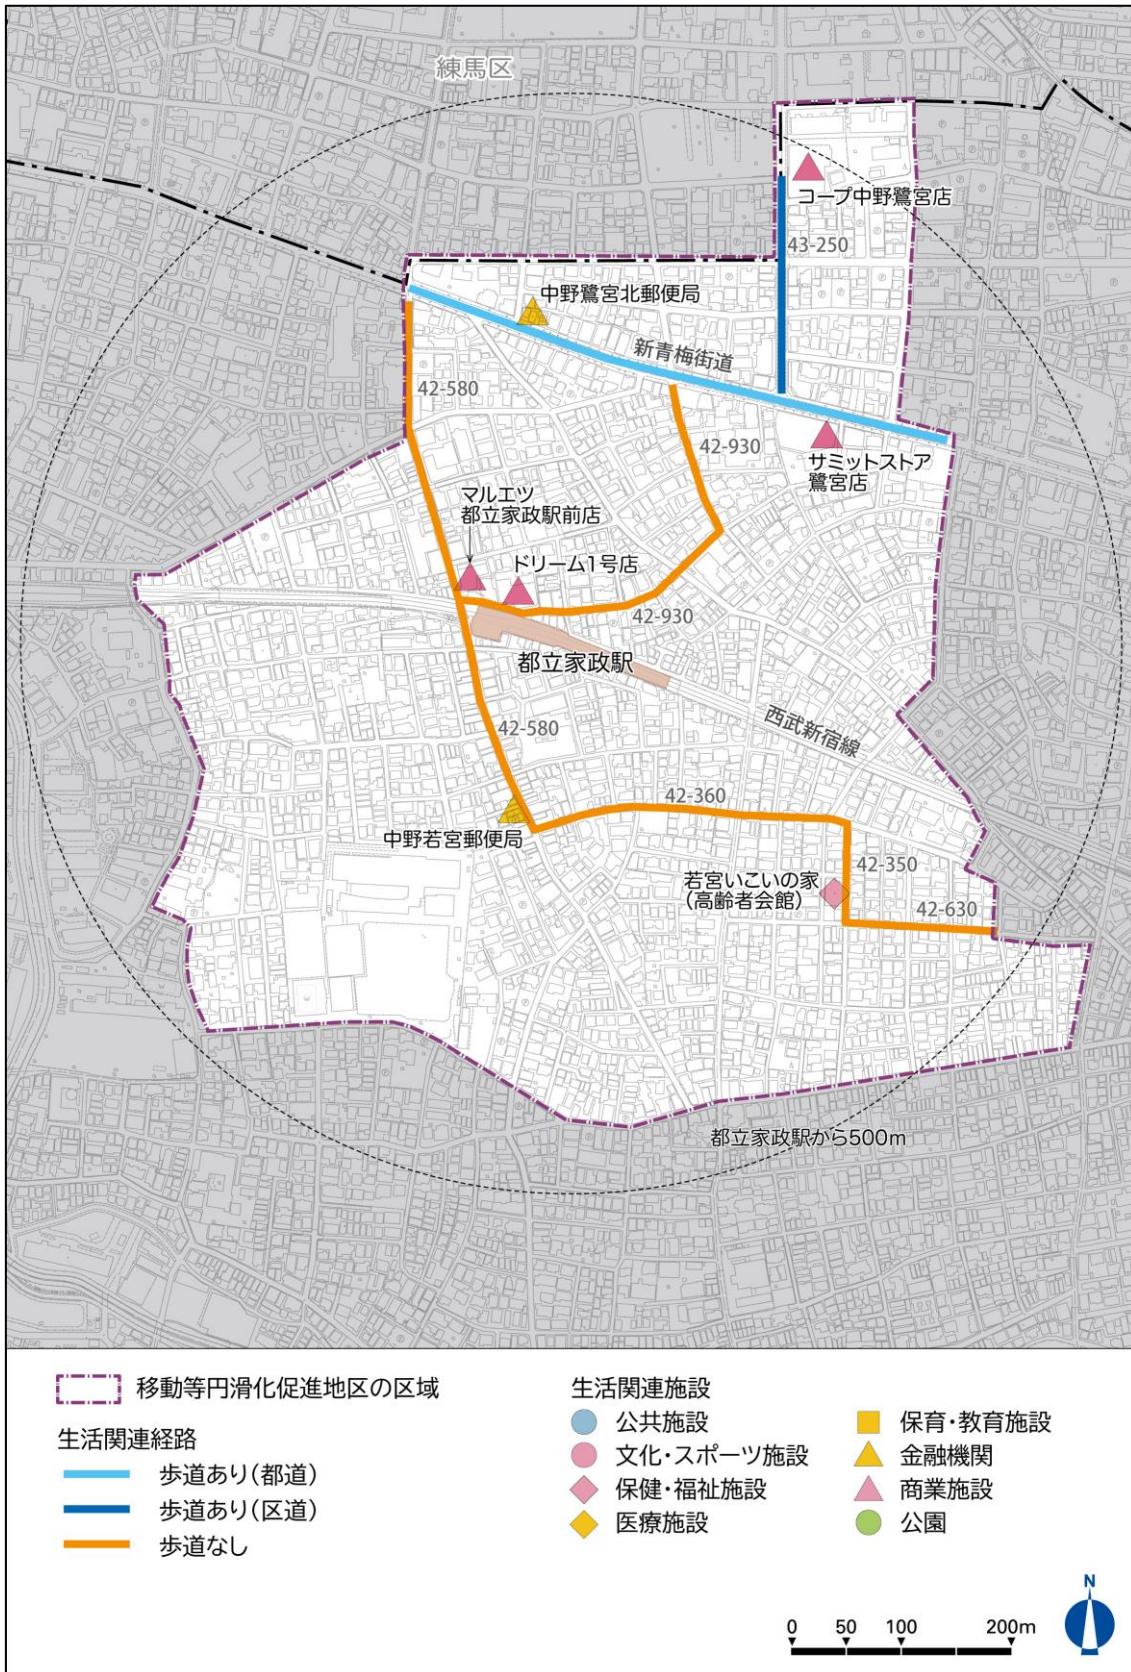 練馬区
コープ中野鷺宮店
43-250
中野鷺宮北郵便局
新青梅街道
42-580
42-930
サミットストア
鷺宮店
マルエツ
都立家政駅前店
ドリーム1号店
42-930
都立家政駅
西武新宿線
42-580
42-360
中野若宮郵便局
42-350
若宮いこいの家
(高齢者会館)
42-630
都立家政駅から500m
移動等円滑化促進地区の区域
生活関連経路
歩道あり(都道)
歩道あり(区道)
歩道なし
生活関連施設
公共施設
文化・スポーツ施設
保健・福祉施設
医療施設
保育・教育施設
金融機関
商業施設
公園
N
0 50 100 200m